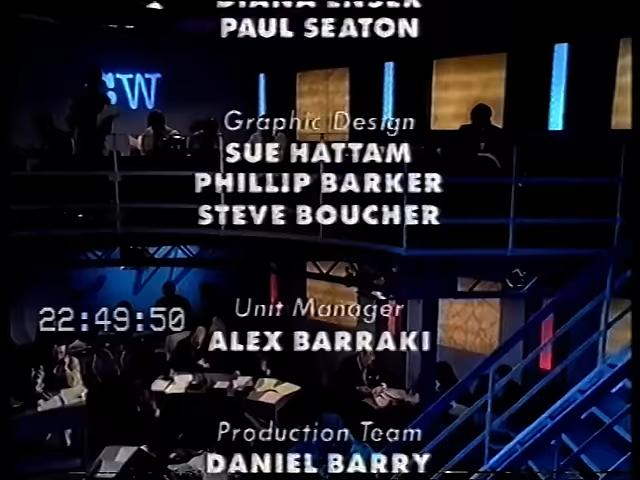 PAUL SEATON
W
Graphic Design
SUE HATTAM
PHILLIP BARKER
STEVE BOUCHER
Unit Manager
22:49:50
ALEX BARRAKI
Production Team
DANIEL BARRY